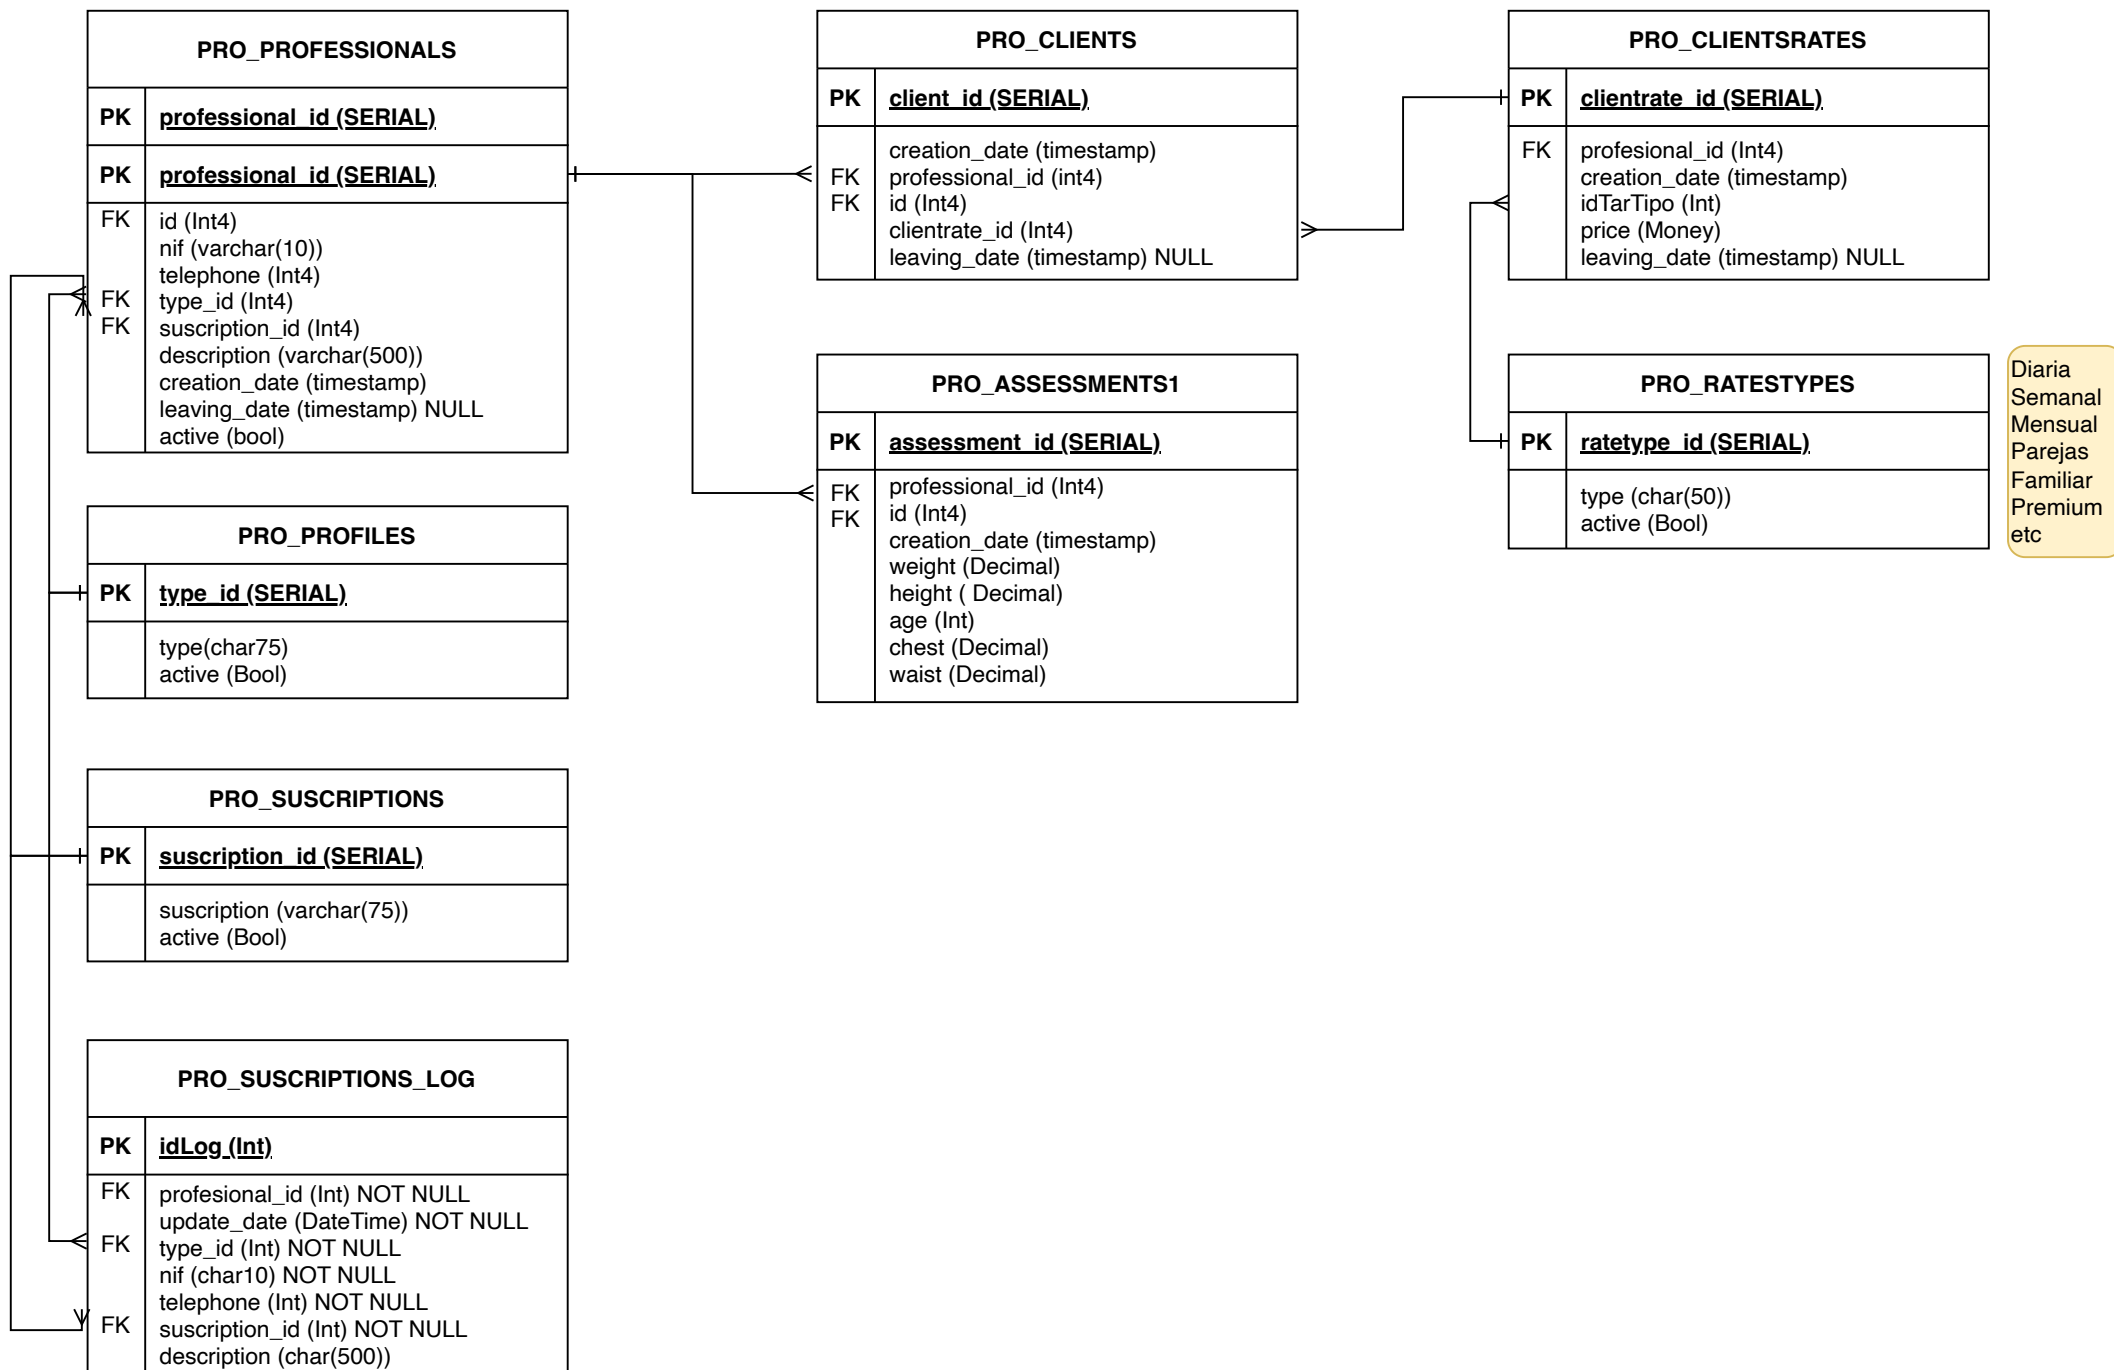 PRO_PROFESSIONALS
PK professional_id (SERIAL)
PK professional_id (SERIAL)
FK id (Int4)
nif (varchar(10))
telephone (Int4)
FK type_id (Int4)
FK suscription_id (Int4)
description (varchar(500))
creation_date (timestamp)
leaving_date (timestamp) NULL
active (bool)
PRO_PROFILES
PK type_id (SERIAL)
type(char75)
active (Bool)
PRO_SUSCRIPTIONS
PK suscription_id (SERIAL)
suscription (varchar(75))
active (Bool)
PRO_SUSCRIPTIONS_LOG
PK idLog (Int)
FK profesional_id (Int) NOT NULL
update_date (DateTime) NOT NULL
FK type_id (Int) NOT NULL
nif (char10) NOT NULL
telephone (Int) NOT NULL
FK suscription_id (Int) NOT NULL
description (char(500))
PRO_CLIENTS
PK client_id (SERIAL)
creation_date (timestamp)
FK professional_id (int4)
FK id (Int4)
clientrate_id (Int4)
leaving_date (timestamp) NULL
PRO_ASSESSMENTS1
PK assessment_id (SERIAL)
FK professional_id (Int4)
FK id (Int4)
creation_date (timestamp)
weight (Decimal)
height ( Decimal)
age (Int)
chest (Decimal)
waist (Decimal)
PRO_CLIENTSRATES
PK clientrate_id (SERIAL)
FK profesional_id (Int4)
creation_date (timestamp)
idTarTipo (Int)
price (Money)
leaving_date (timestamp) NULL
PRO_RATESTYPES
PK ratetype_id (SERIAL)
type (char(50))
active (Bool)
Diaria
Semanal
Mensual
Parejas
Familiar
Premium
etc